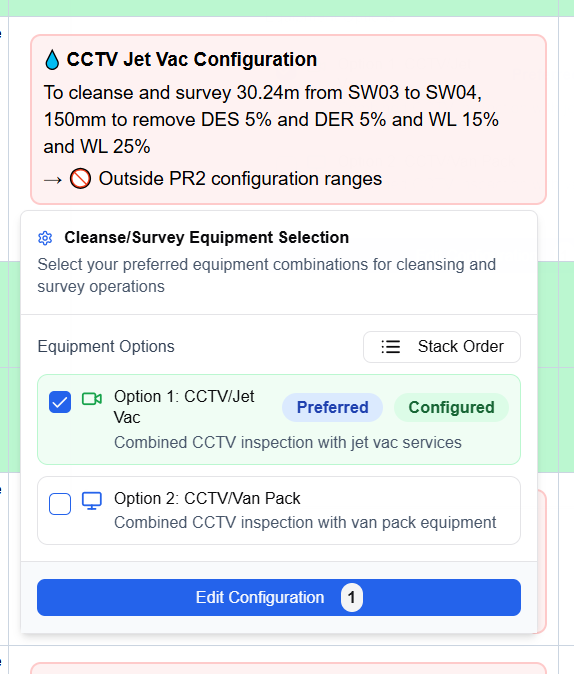 CCTV Jet Vac Configuration
To cleanse and survey 30.24m from SW03 to SW04,
150mm to remove DES 5% and DER 5% and WL 15%
and WL 25%
→ 🚫 Outside PR2 configuration ranges
Cleanse/Survey Equipment Selection
Select your preferred equipment combinations for cleansing and
survey operations
Equipment Options
Stack Order
Option 1: CCTV/Jet
Vac
Preferred
Configured
Combined CCTV inspection with jet vac services
Option 2: CCTV/Van Pack
Combined CCTV inspection with van pack equipment
Edit Configuration 1